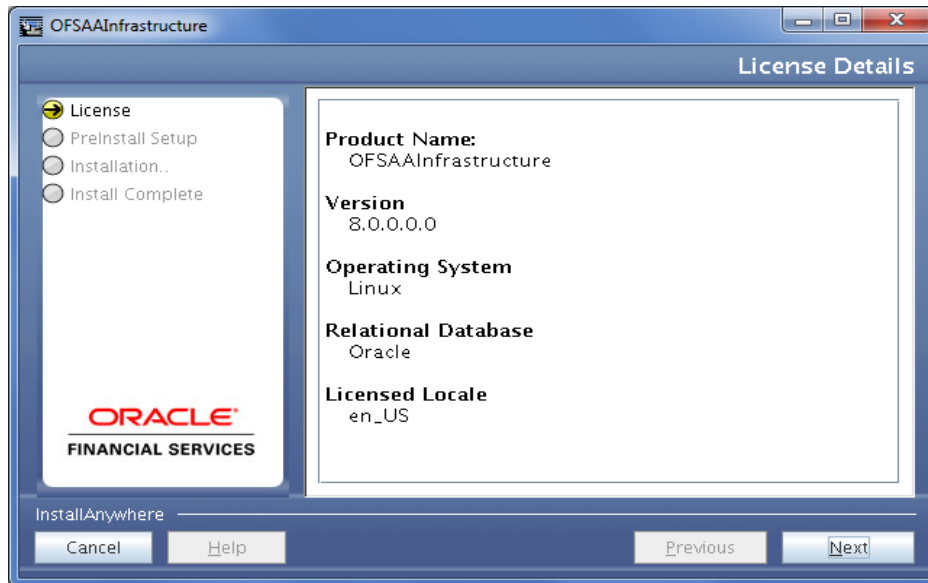 OFSAAInfrastructure
License Details
License
PreInstall Setup
Installation..
Install Complete
Product Name:
OFSAAInfrastructure
Version
8.0.0.0.0
Operating System
Linux
Relational Database
Oracle
Licensed Locale
en_US
ORACLE
FINANCIAL SERVICES
InstallAnywhere
Cancel
Help
Previous
Next